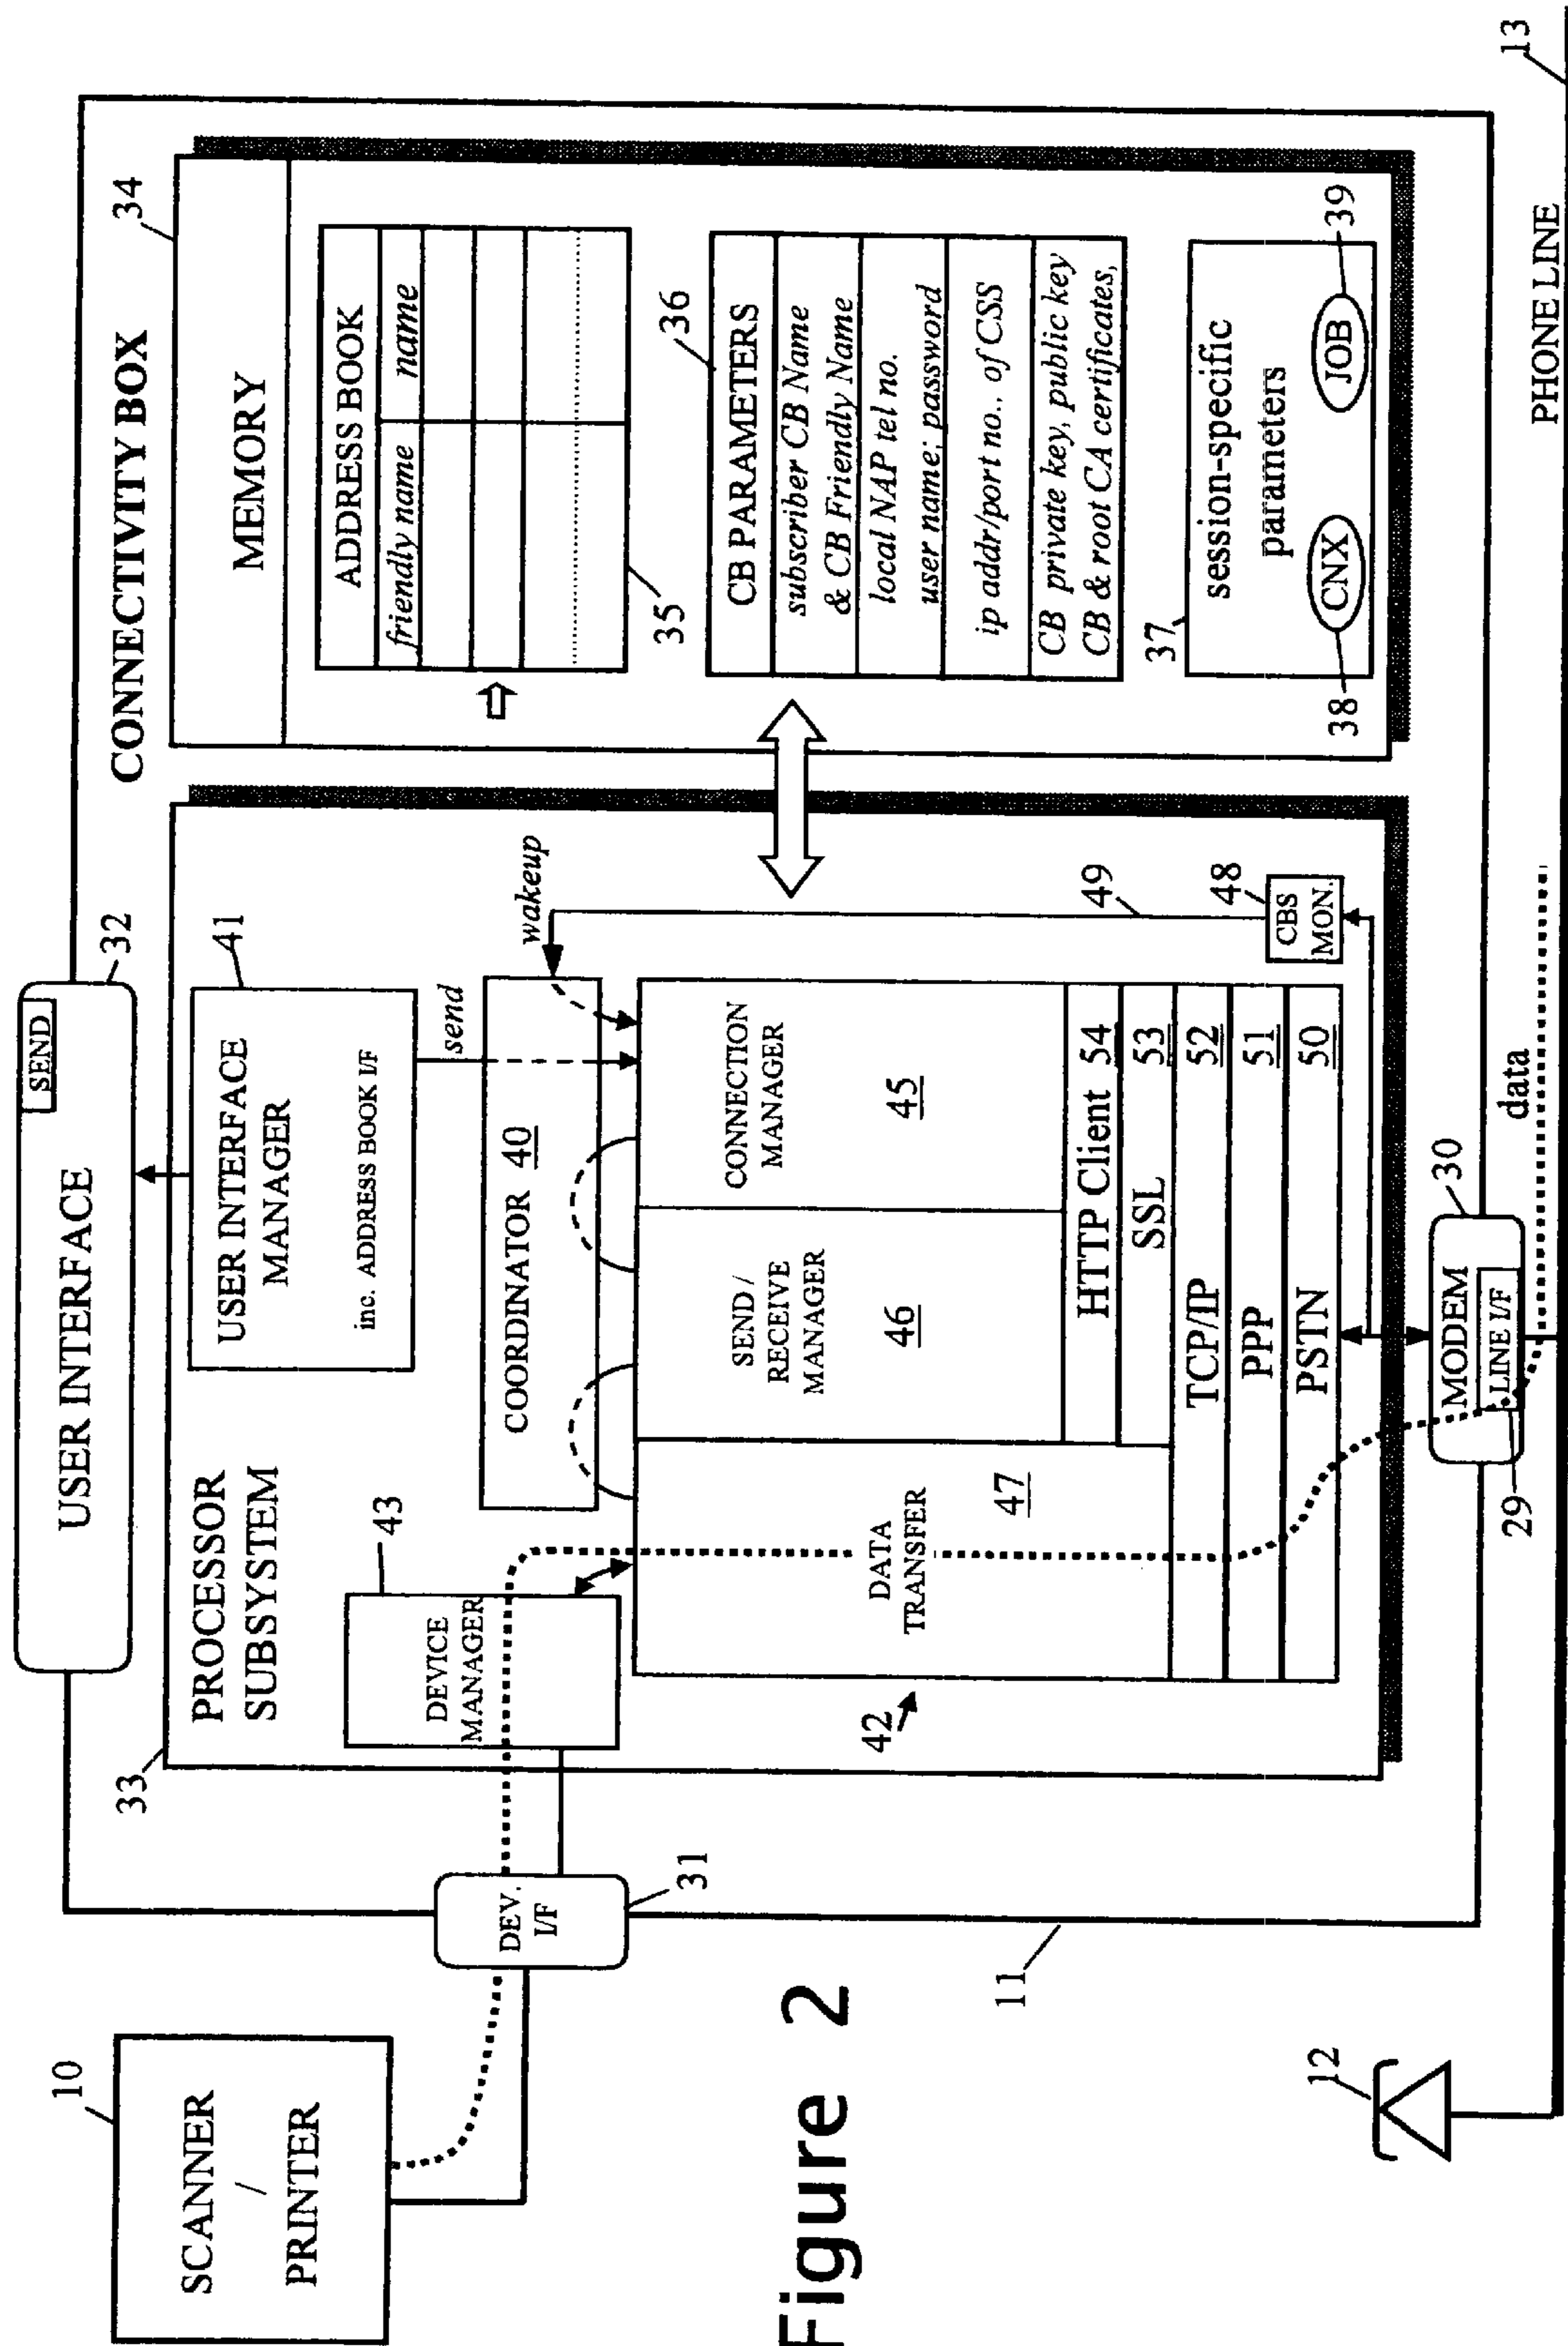 CONNECTIVITY BOX
USER INTERFACE
SEND
32
33
PROCESSOR
SUBSYSTEM
USER INTERFACE
MANAGER
inc. ADDRESS BOOK I/F
41
send
wakeup
43
DEVICE
MANAGER
COORDINATOR 40
DATA
TRANSFER
47
SEND /
RECEIVE
MANAGER
46
CONNECTION
MANAGER
45
42
HTTP Client 54
SSL 53
TCP/IP 52
PPP 51
PSTN 50
49
48
CBS
MON.
34
MEMORY
ADDRESS BOOK
friendly name
name
35
36
CB PARAMETERS
subscriber CB Name
& CB Friendly Name
local NAP tel no.
user name; password
ip addr/port no., of CSS
CB private key, public key
CB & root CA certificates,
37
session-specific
parameters
CNX
JOB
38
39
10
SCANNER
/
PRINTER
DEV.
I/F
31
11
12
MODEM
LINE I/F
30
29
data
PHONE LINE
13
Figure 2